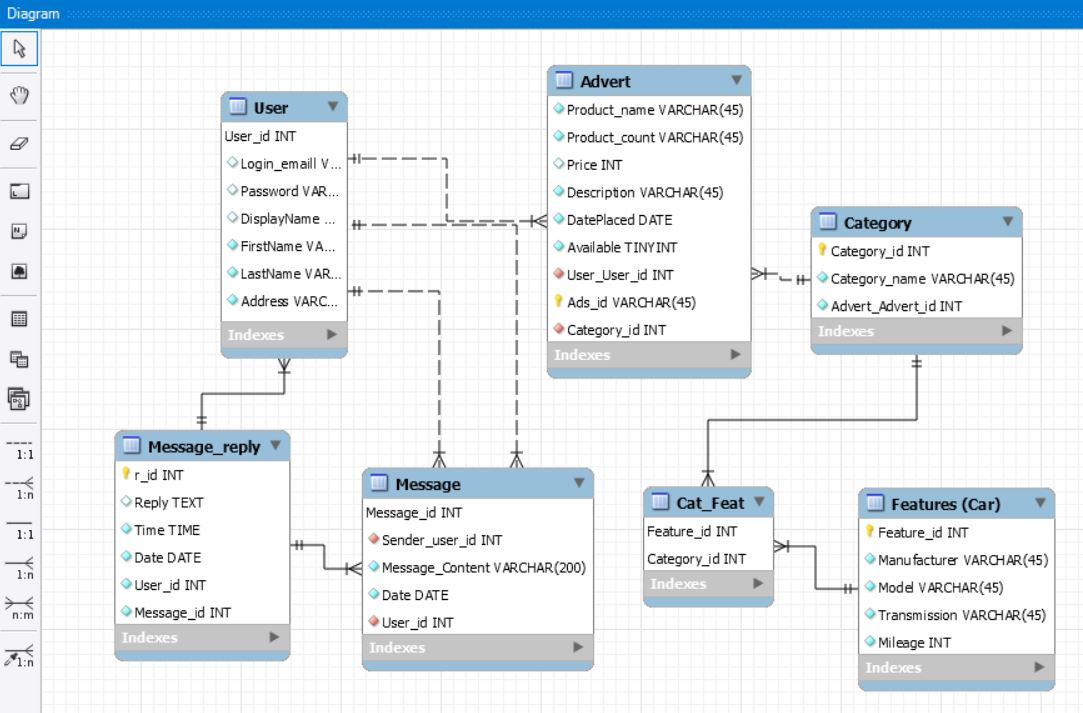 Diagram
User
User_id INT
Login_emaill V...
Password VAR...
DisplayName ...
FirstName VA...
LastName VAR...
Address VARC...
Indexes
Advert
Product_name VARCHAR(45)
Product_count VARCHAR(45)
Price INT
Description VARCHAR(45)
DatePlaced DATE
Available TINYINT
User_User_id INT
Ads_id VARCHAR(45)
Category_id INT
Indexes
Category
Category_id INT
Category_name VARCHAR(45)
Advert_Advert_id INT
Indexes
Message_reply
r_id INT
Reply TEXT
Time TIME
Date DATE
User_id INT
Message_id INT
Indexes
Message
Message_id INT
Sender_user_id INT
Message_Content VARCHAR(200)
Date DATE
User_id INT
Indexes
Cat_Feat
Feature_id INT
Category_id INT
Indexes
Features (Car)
Feature_id INT
Manufacturer VARCHAR(45)
Model VARCHAR(45)
Transmission VARCHAR(45)
Mileage INT
Indexes
1:1
1:n
1:1
1:n
n:m
1:n